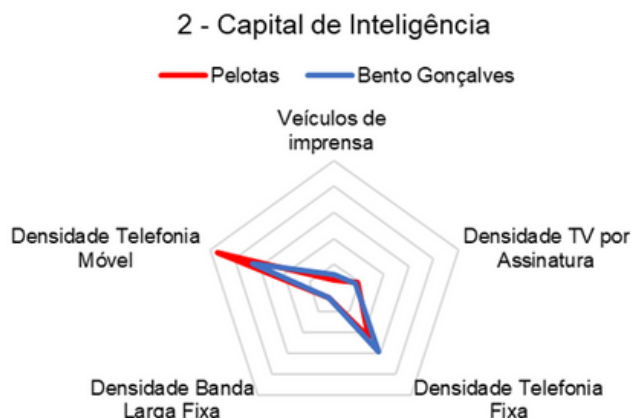 2 - Capital de Inteligência
Pelotas
Bento Gonçalves
Veículos de
imprensa
Densidade TV por
Assinatura
Densidade Telefonia
Fixa
Densidade Banda
Larga Fixa
Densidade Telefonia
Móvel